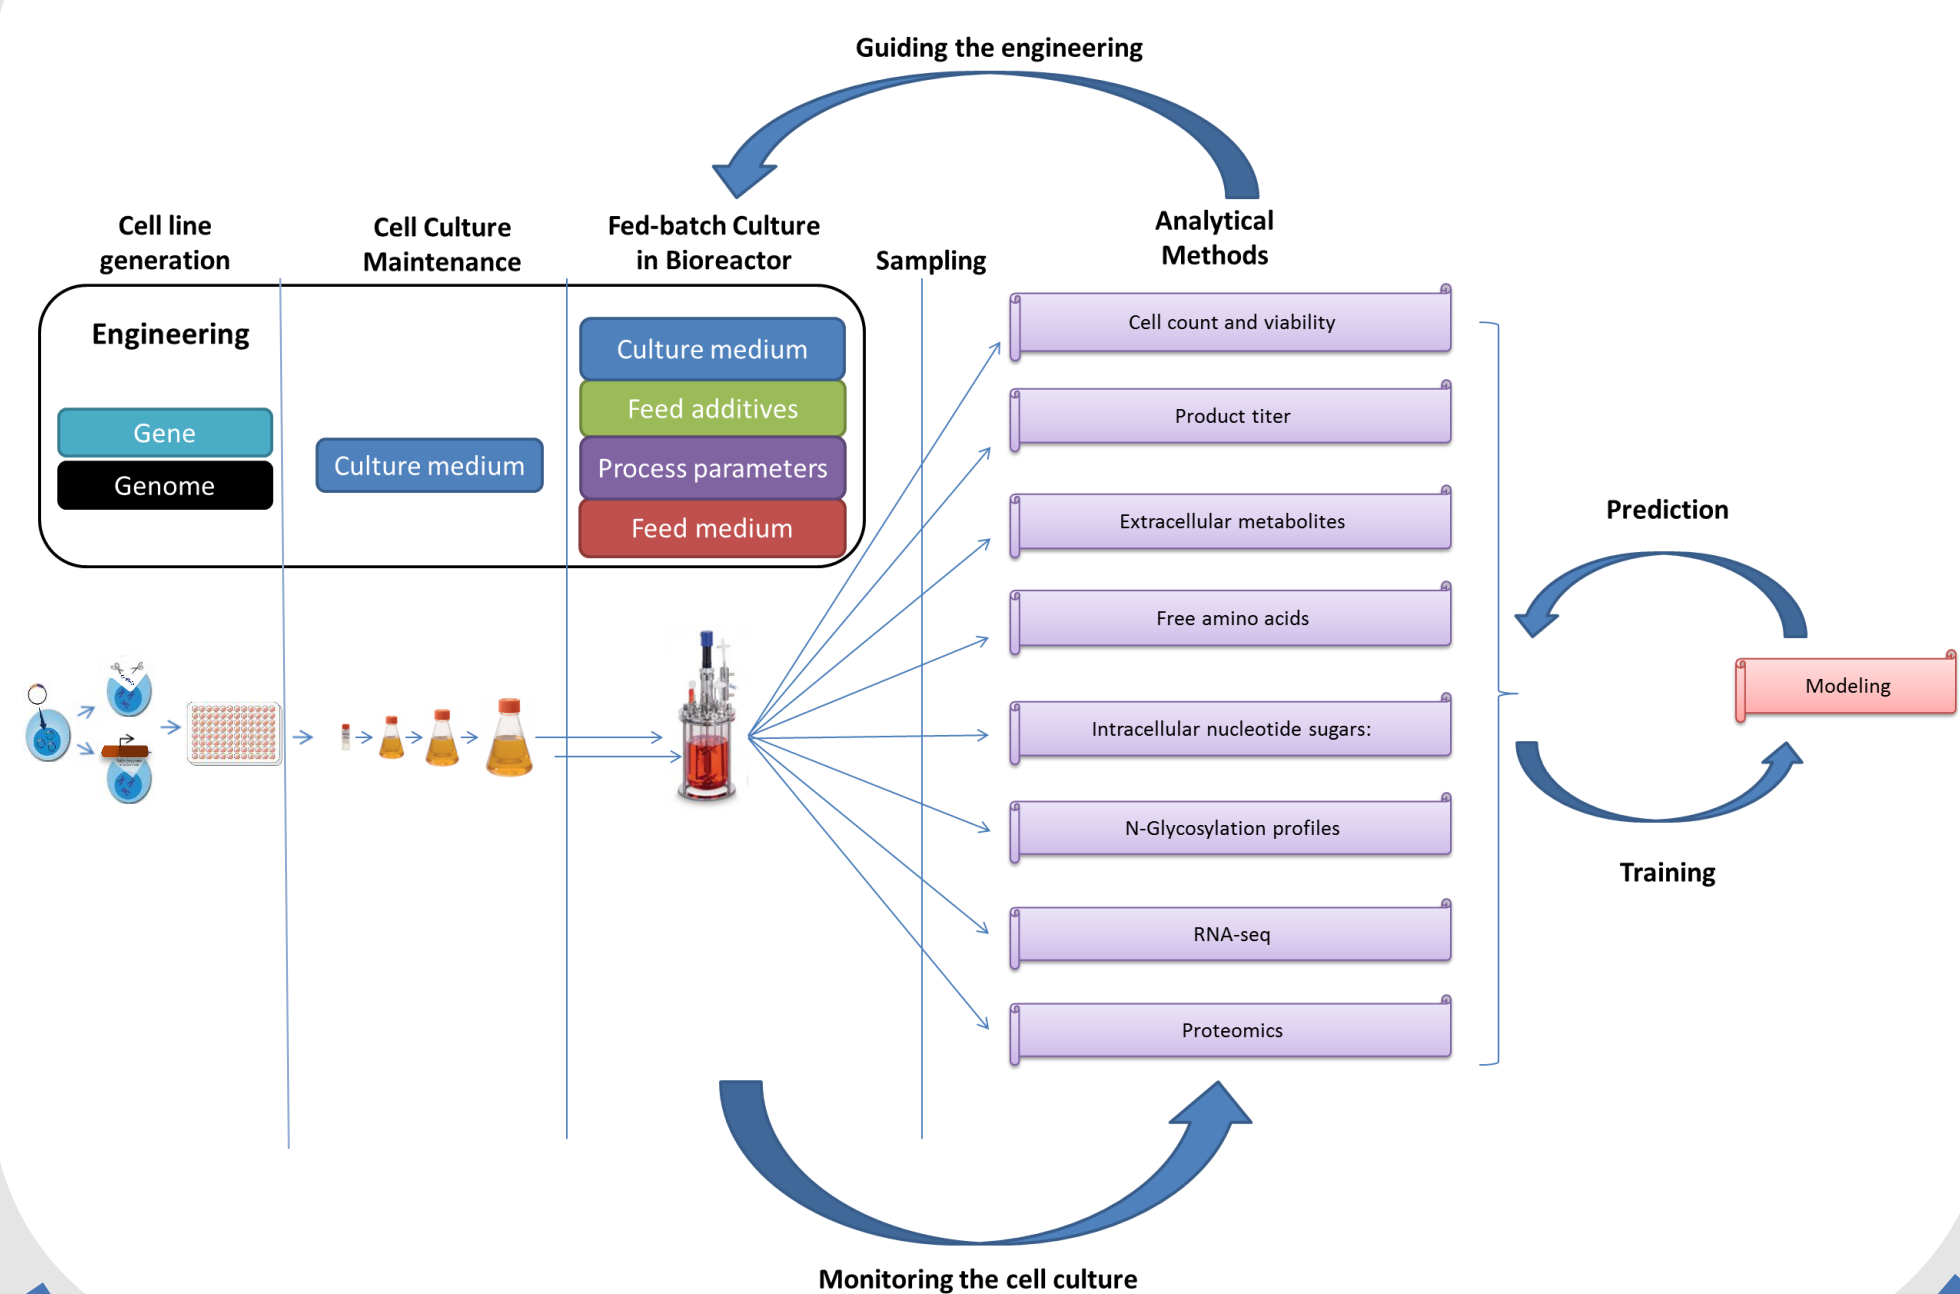 Guiding the engineering
Cell line
generation
Cell Culture
Maintenance
Fed-batch Culture
in Bioreactor
Sampling
Analytical
Methods
Engineering
Gene
Genome
Culture medium
Culture medium
Feed additives
Process parameters
Feed medium
Cell count and viability
Product titer
Extracellular metabolites
Free amino acids
Intracellular nucleotide sugars:
N-Glycosylation profiles
RNA-seq
Proteomics
Prediction
Modeling
Training
Monitoring the cell culture